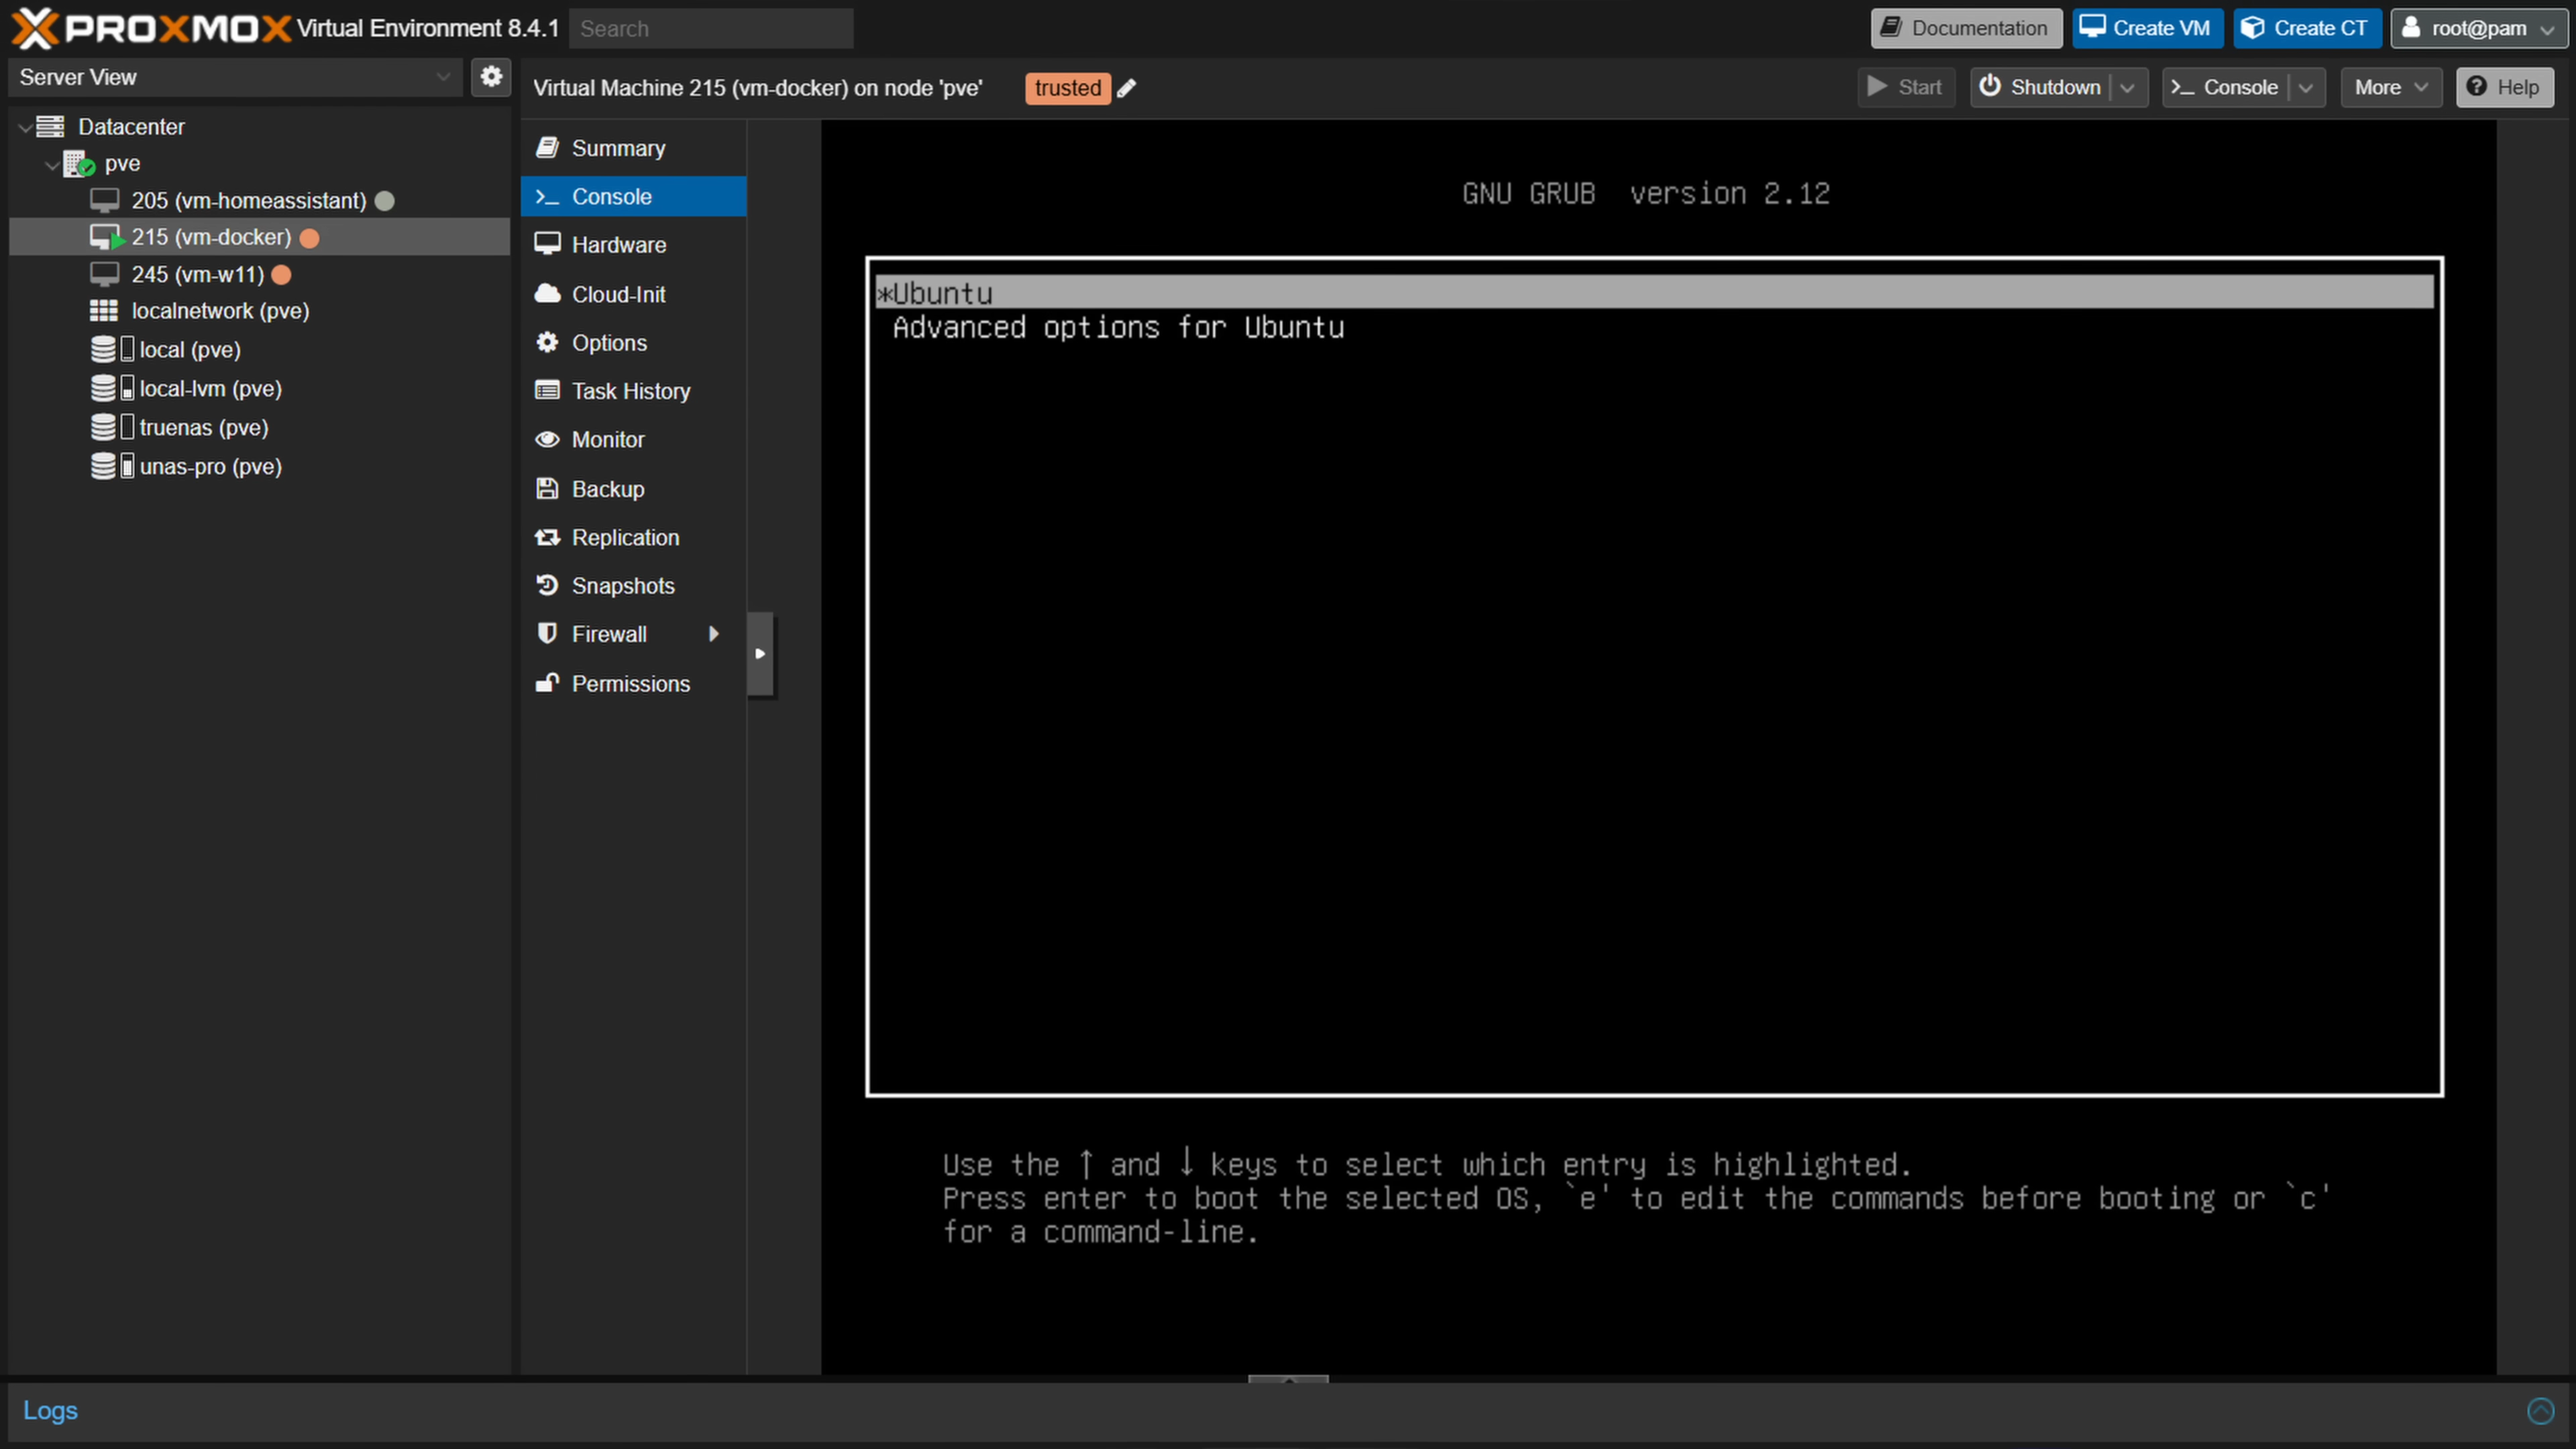 PROXMOX Virtual Environment 8.4.1 Search Documentation Create VM Create CT root@pam
Server View
Virtual Machine 215 (vm-docker) on node 'pve' trusted Start Shutdown Console More Help
Datacenter
pve
205 (vm-homeassistant)
215 (vm-docker)
245 (vm-w11)
localnetwork (pve)
local (pve)
local-lvm (pve)
truenas (pve)
unas-pro (pve)
Summary
Console
Hardware
Cloud-Init
Options
Task History
Monitor
Backup
Replication
Snapshots
Firewall
Permissions
GNU GRUB version 2.12
*Ubuntu
Advanced options for Ubuntu
Use the ↑ and ↓ keys to select which entry is highlighted.
Press enter to boot the selected OS, `e' to edit the commands before booting or `c'
for a command-line.
Logs